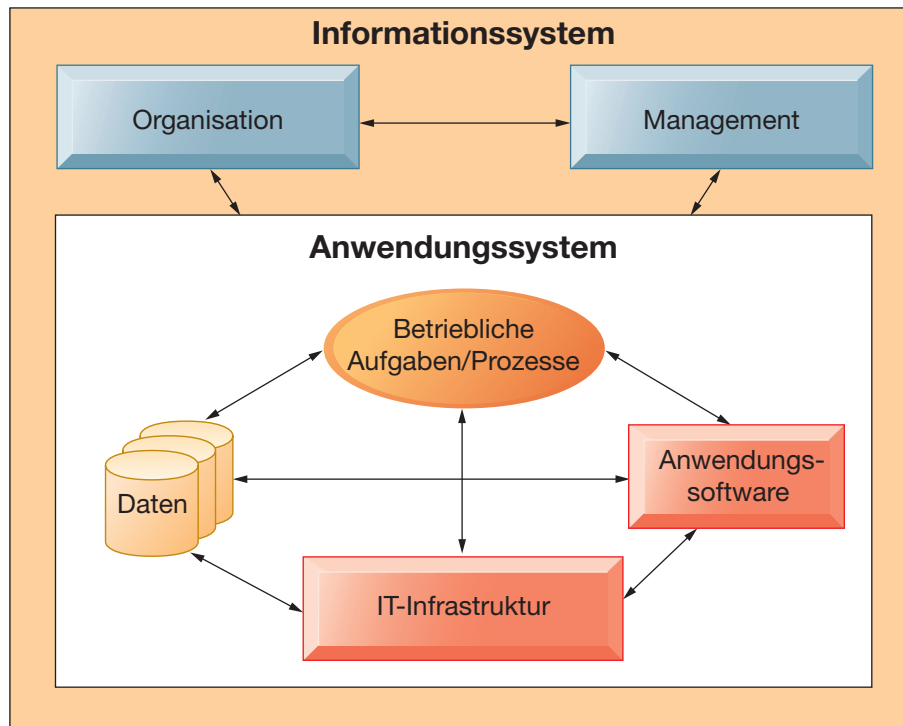 Informationssystem
Organisation
Management
Anwendungssystem
Betriebliche
Aufgaben/Prozesse
Daten
Anwendungs-
software
IT-Infrastruktur